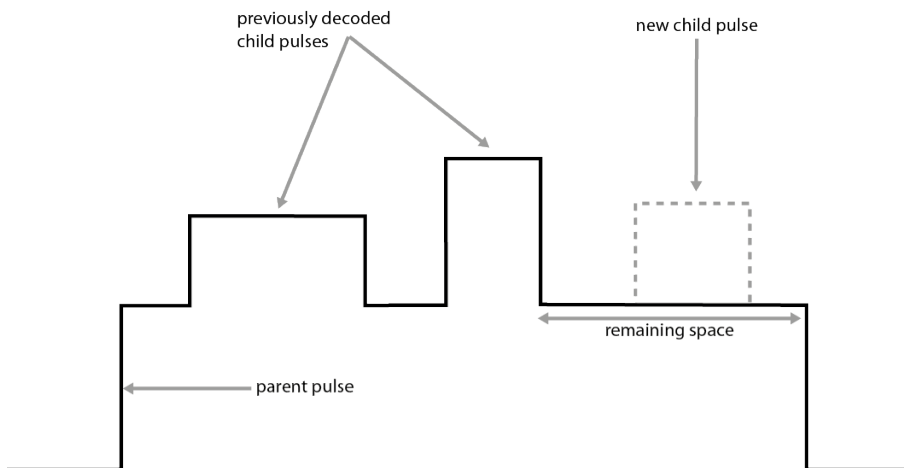 previously decoded
child pulses
new child pulse
remaining space
parent pulse